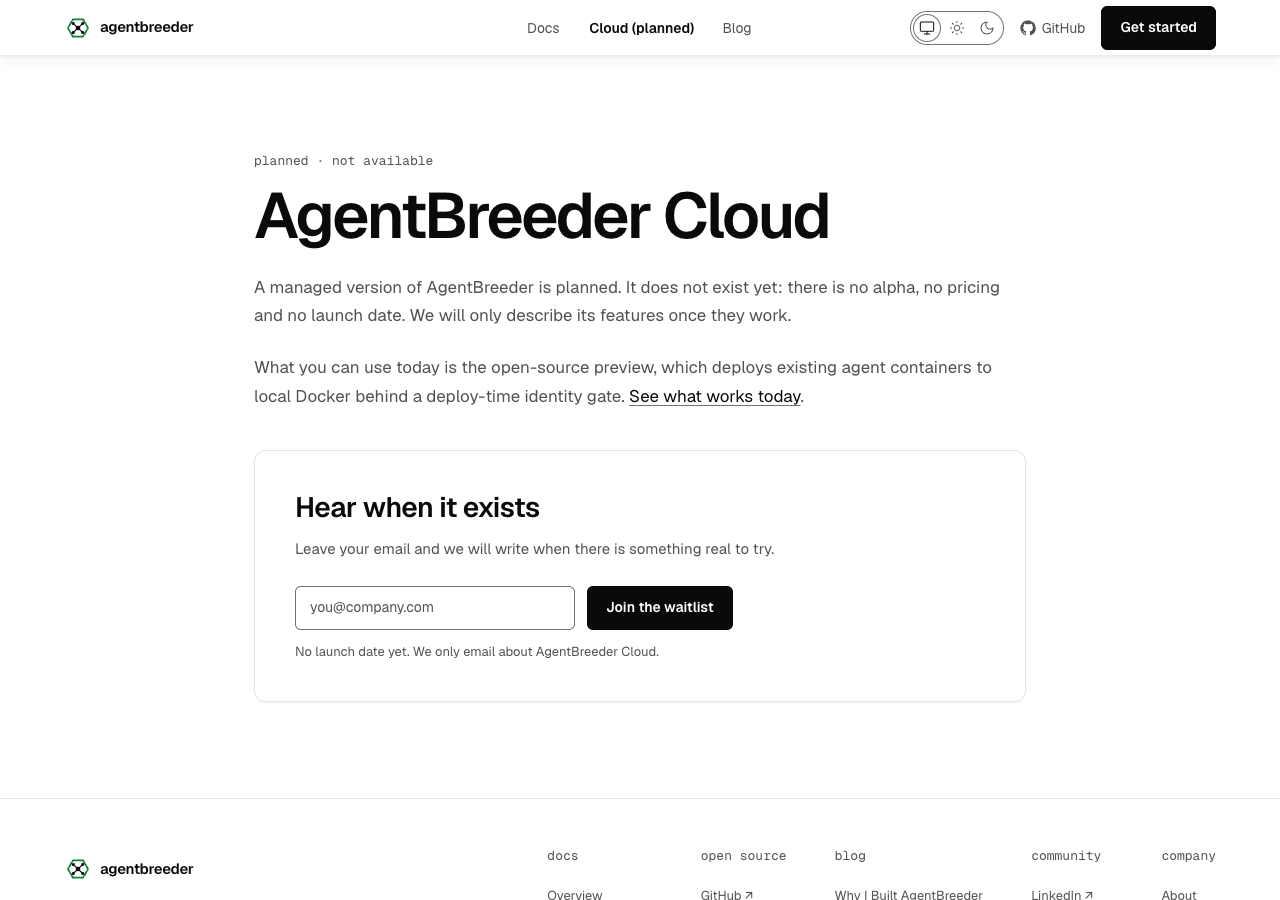 agentbreeder
Docs
Cloud (planned)
Blog
GitHub
Get started
planned · not available
AgentBreeder Cloud
A managed version of AgentBreeder is planned. It does not exist yet: there is no alpha, no pricing
and no launch date. We will only describe its features once they work.
What you can use today is the open-source preview, which deploys existing agent containers to
local Docker behind a deploy-time identity gate. See what works today.
Hear when it exists
Leave your email and we will write when there is something real to try.
you@company.com
Join the waitlist
No launch date yet. We only email about AgentBreeder Cloud.
agentbreeder
docs
Overview
open source
GitHub ↗
blog
Why I Built AgentBreeder
community
LinkedIn ↗
company
About